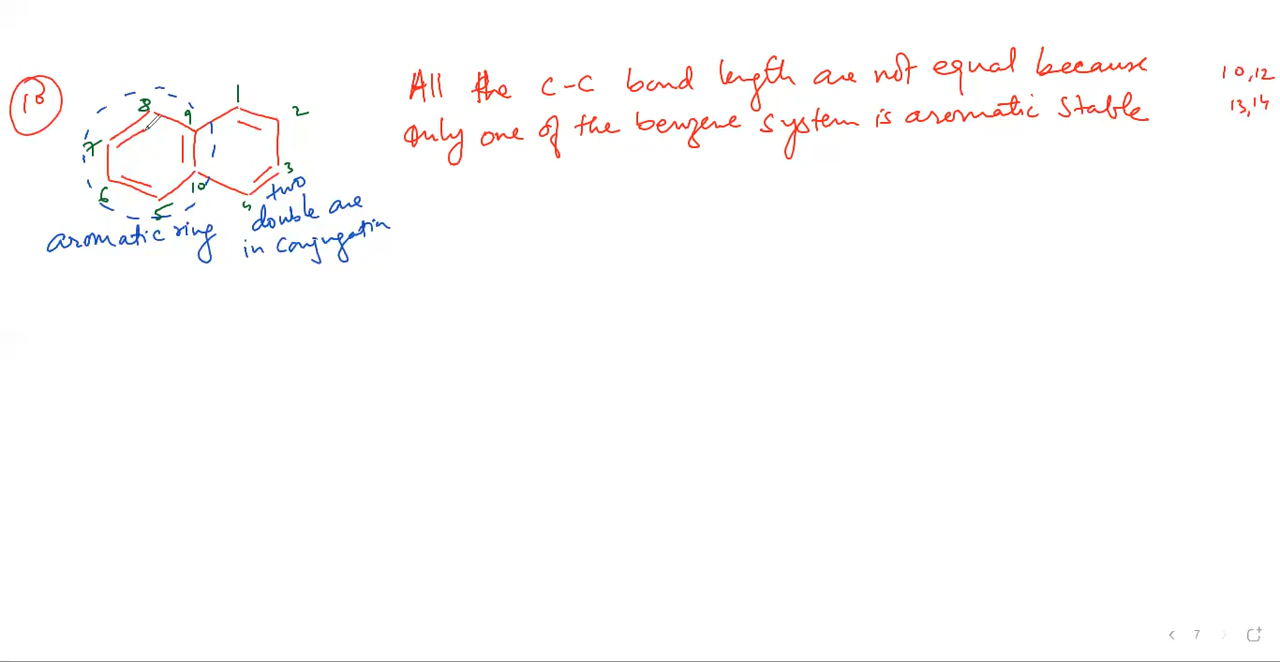 18
All the C-C bond length are not equal because
only one of the benzene system is aromatic stable
10,12
13,14
1
2
3
4
5
6
7
8
9
10
aromatic ring
two
double are
in conjugation
7